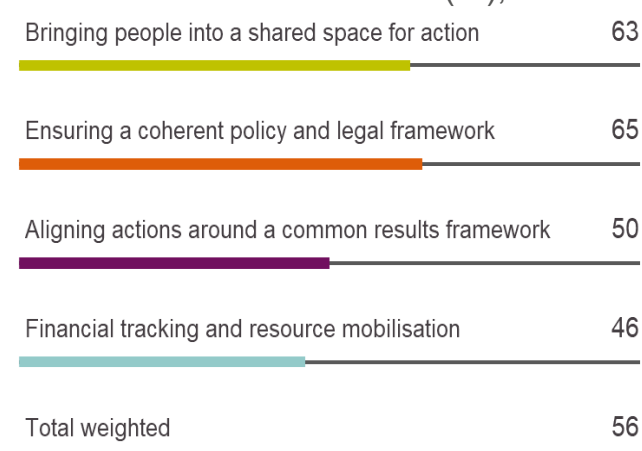 Bringing people into a shared space for action 63
Ensuring a coherent policy and legal framework 65
Aligning actions around a common results framework 50
Financial tracking and resource mobilisation 46
Total weighted 56